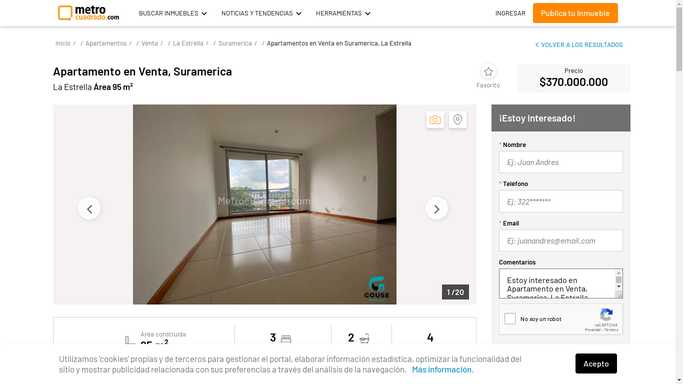 metro
cuadrado.com
BUSCAR INMUEBLES
NOTICIAS Y TENDENCIAS
HERRAMIENTAS
INGRESAR
Publica tu Inmueble
Inicio / / Apartamentos / / Venta / / La Estrella / / Suramerica / / Apartamentos en Venta en Suramerica, La Estrella
VOLVER A LOS RESULTADOS
Apartamento en Venta, Suramerica
La Estrella Área 95 m²
Favorito
Precio
$370.000.000
GOUSE
1 / 20
¡Estoy Interesado!
* Nombre
Ej: Juan Andres
* Teléfono
Ej: 322*******
* Email
Ej: juanandres@email.com
Comentarios
Estoy interesado en
Apartamento en Venta,
Suramerica, La Estrella
No soy un robot
reCAPTCHA
Privacidad - Términos
Área construida
95 m²
3
2
4
Utilizamos 'cookies' propias y de terceros para gestionar el portal, elaborar información estadística, optimizar la funcionalidad del
sitio y mostrar publicidad relacionada con sus preferencias a través del análisis de la navegación. Más información.
Acepto